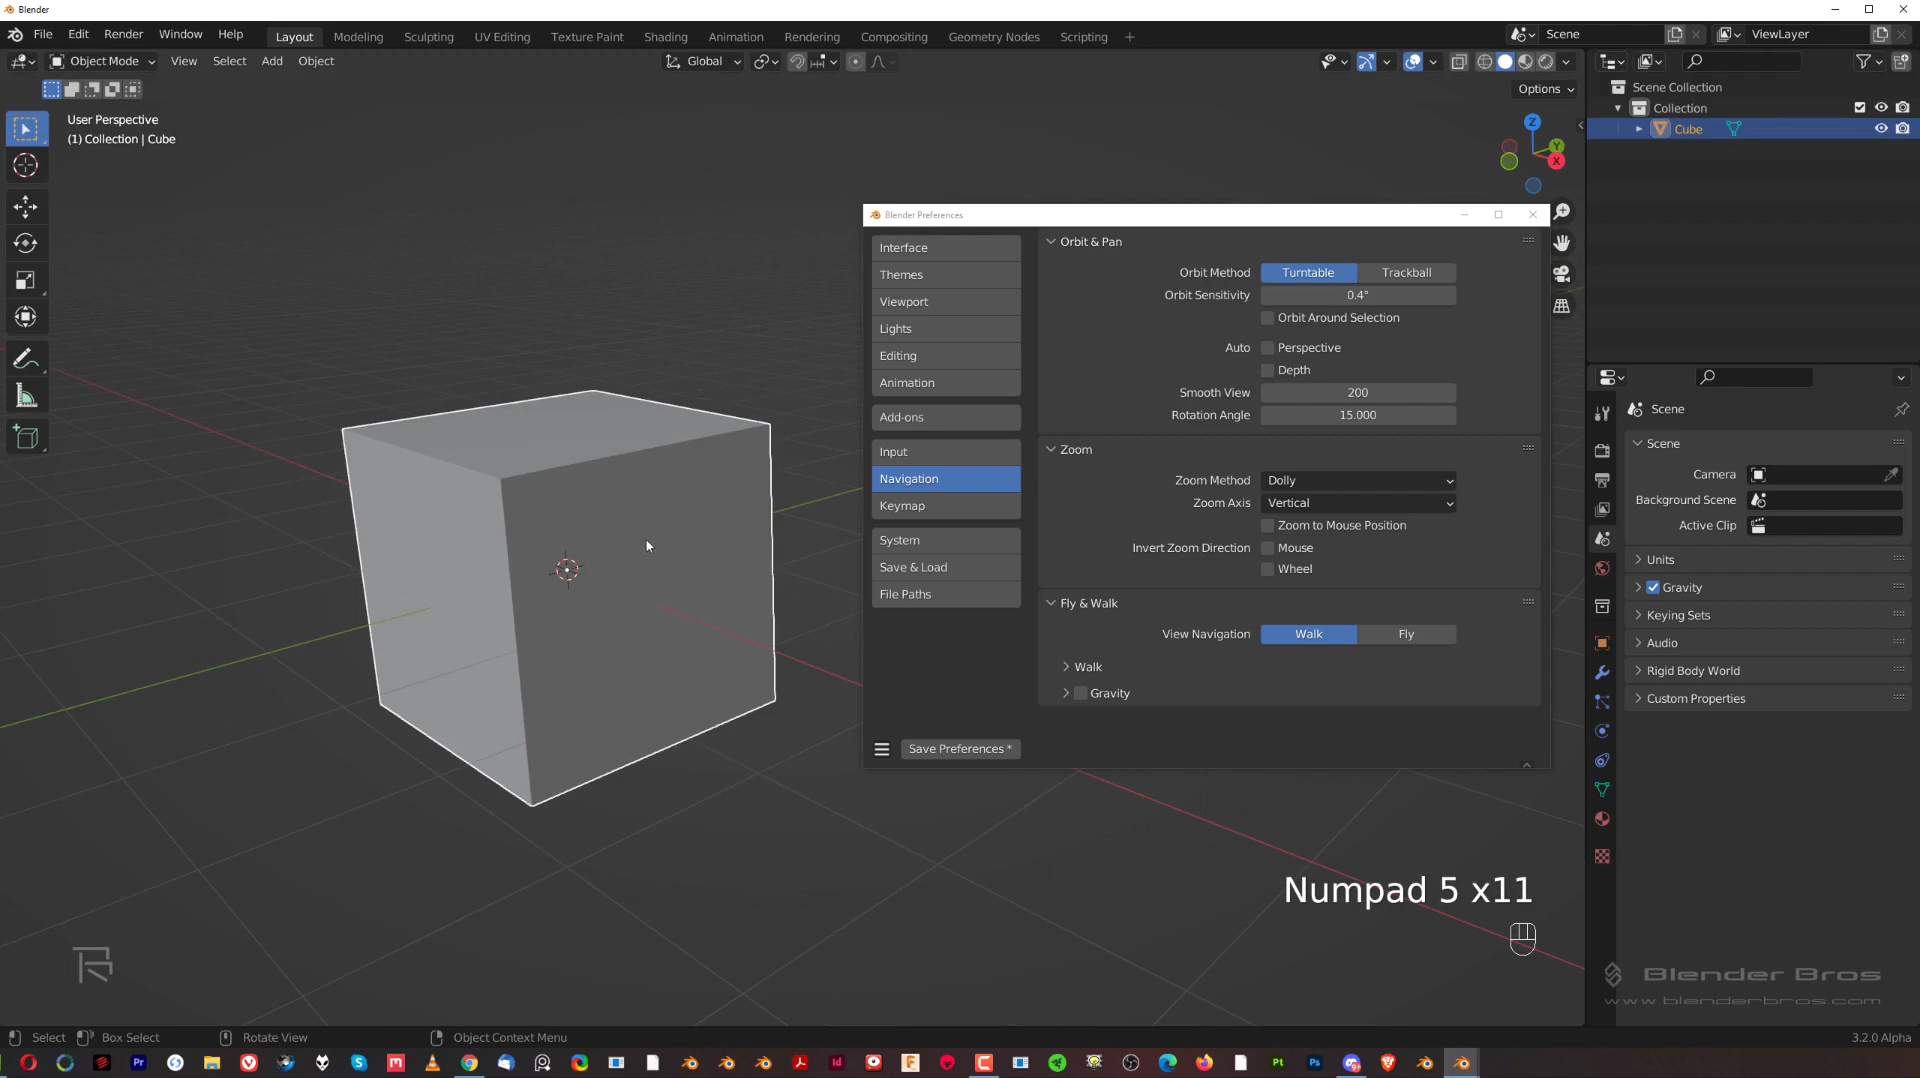 Blender
File Edit Render Window Help Layout Modeling Sculpting UV Editing Texture Paint Shading Animation Rendering Compositing Geometry Nodes Scripting + Scene ViewLayer
Object Mode View Select Add Object Global
Options
User Perspective
(1) Collection | Cube
Scene Collection
Collection
Cube
Z
Y
X
Blender Preferences
Interface
Themes
Viewport
Lights
Editing
Animation
Add-ons
Input
Navigation
Keymap
System
Save & Load
File Paths
Save Preferences *
Orbit & Pan
Orbit Method Turntable Trackball
Orbit Sensitivity 0.4°
Orbit Around Selection
Auto Perspective
Depth
Smooth View 200
Rotation Angle 15.000
Zoom
Zoom Method Dolly
Zoom Axis Vertical
Zoom to Mouse Position
Invert Zoom Direction Mouse
Wheel
Fly & Walk
View Navigation Walk Fly
Walk
Gravity
Scene
Scene
Camera
Background Scene
Active Clip
Units
Gravity
Keying Sets
Audio
Rigid Body World
Custom Properties
Numpad 5 x11
Blender Bros
www.blenderbros.com
Select Box Select Rotate View Object Context Menu 3.2.0 Alpha
Pr S m Id F Pt Ps